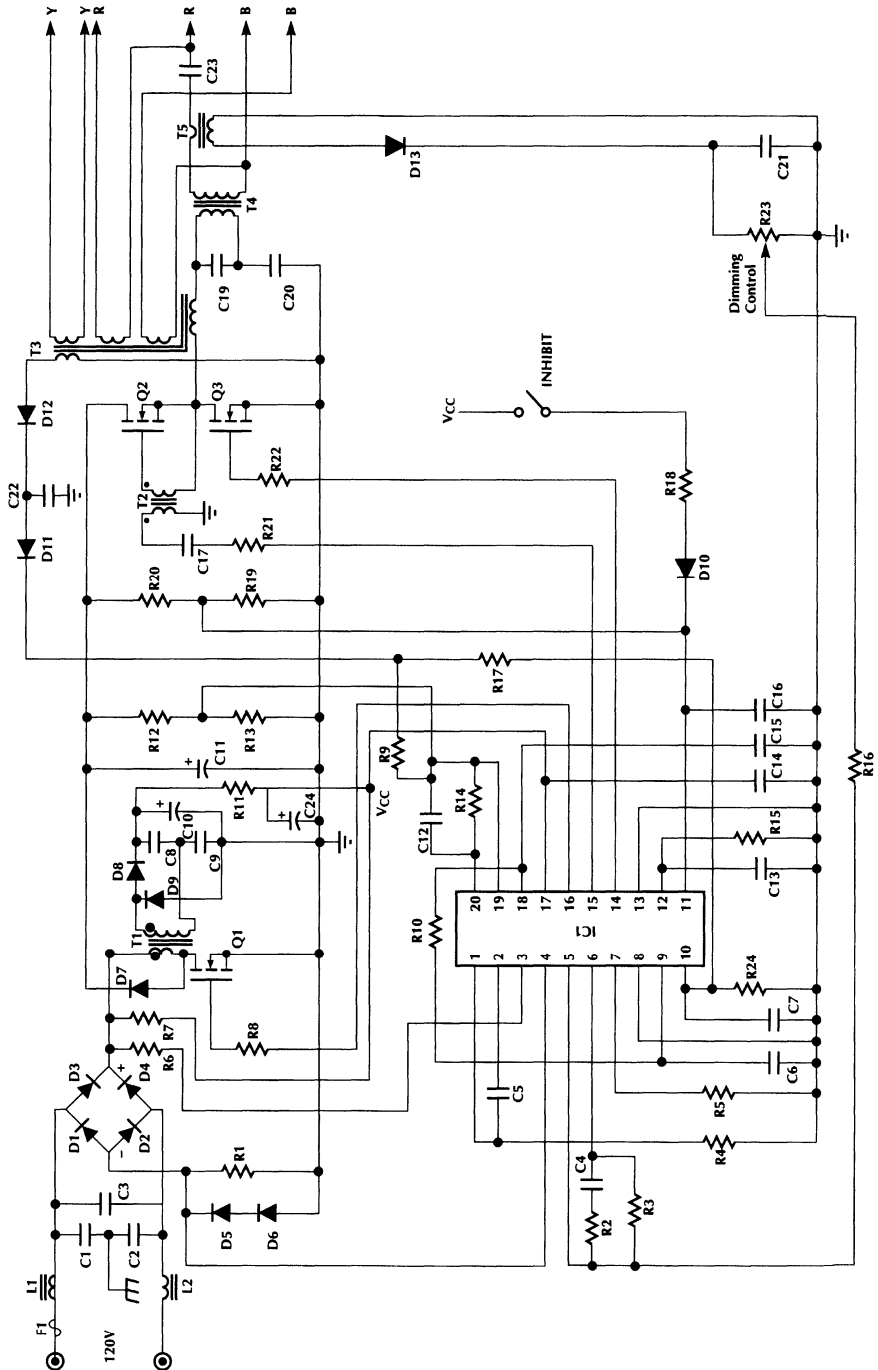 Y
Y
R
R
B
B
C23
T5
T4
D13
C21
R23
Dimming
Control
C19
C20
T3
D12
Q2
Q3
VCC
INHIBIT
C22
T2
R22
R18
D11
C17
R21
D10
R20
R19
R17
R12
R13
R9
C16
C15
C14
R16
C11
+
R11
C24
+
VCC
C12
R14
R15
C13
C10
+
C8
C9
D8
D9
T1
R10
20
19
18
17
16
15
14
13
12
11
IC1
1
2
3
4
5
6
7
8
9
10
D7
Q1
R7
R6
R8
R24
C7
C6
D3
D4
+
D1
D2
−
C5
R5
R4
C3
R1
D5
D6
C4
R2
R3
C1
C2
L1
L2
F1
120V